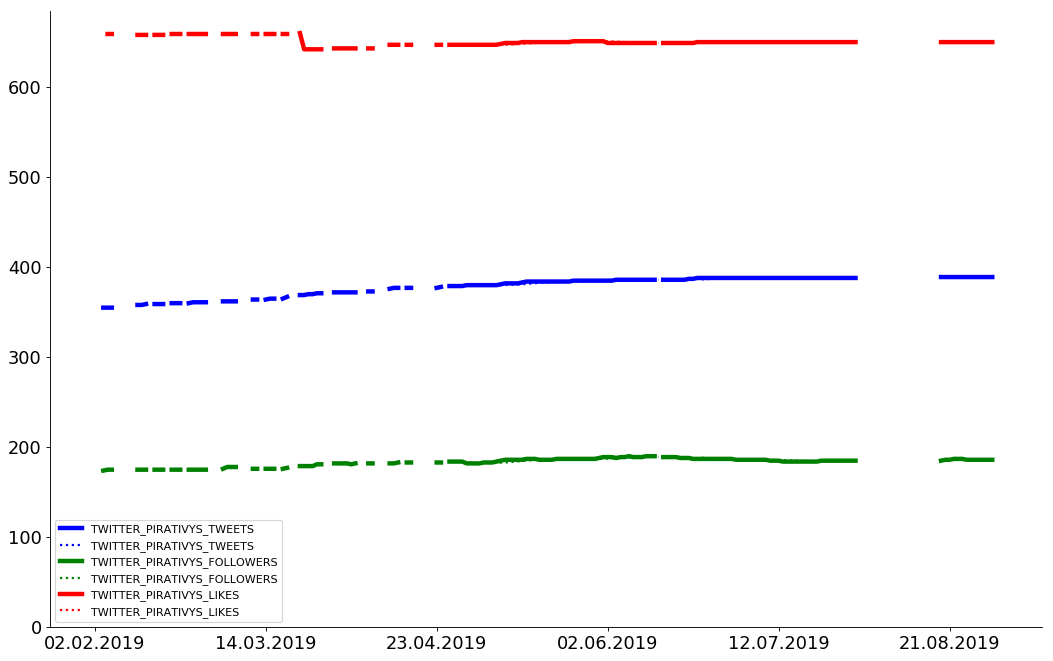 600
500
400
300
200
100
0
TWITTER_PIRATIVYS_TWEETS
TWITTER_PIRATIVYS_TWEETS
TWITTER_PIRATIVYS_FOLLOWERS
TWITTER_PIRATIVYS_FOLLOWERS
TWITTER_PIRATIVYS_LIKES
TWITTER_PIRATIVYS_LIKES
02.02.2019 14.03.2019 23.04.2019 02.06.2019 12.07.2019 21.08.2019